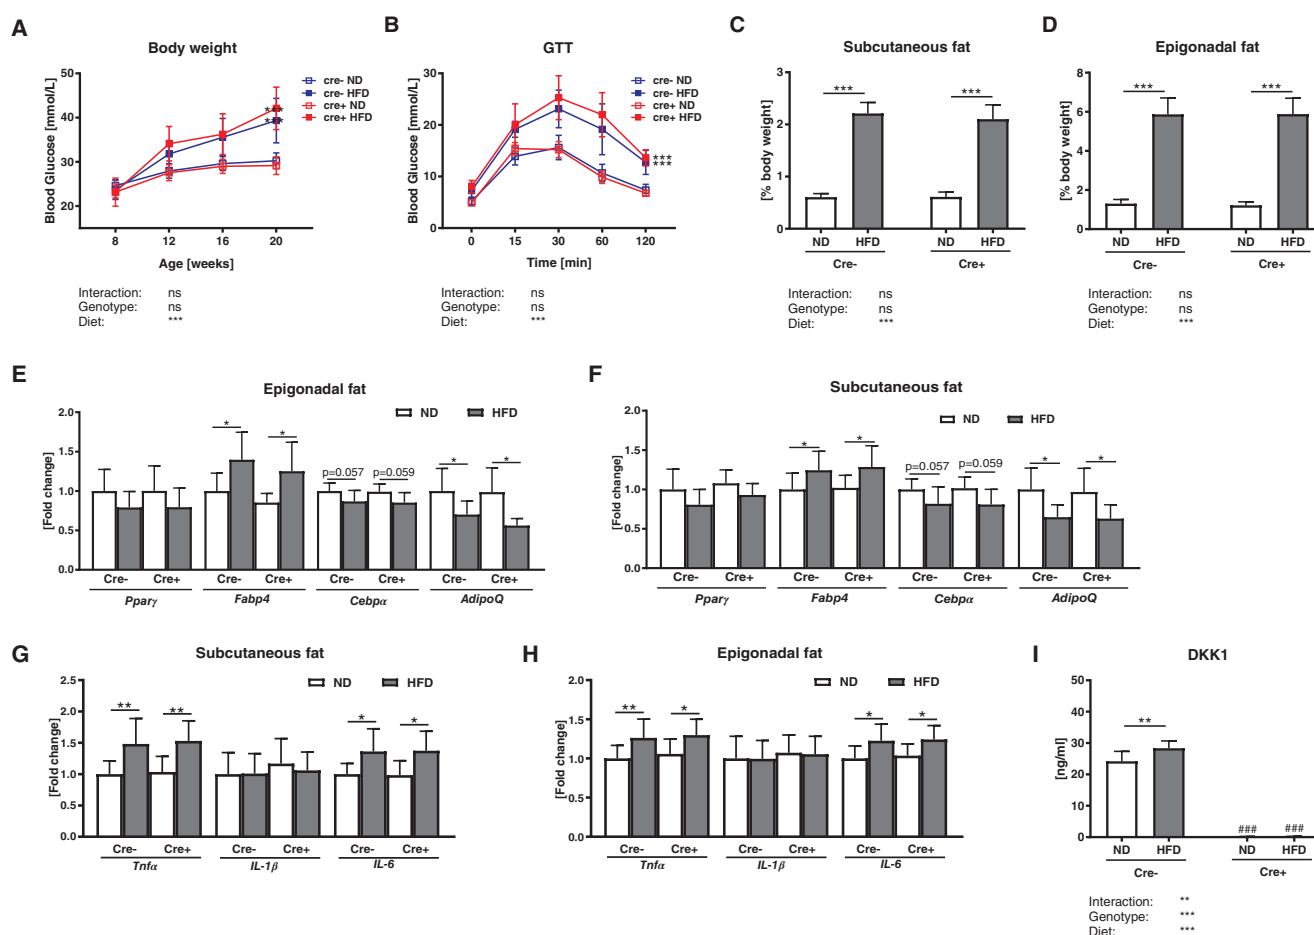 A
Body weight
Blood Glucose [mmol/L]
50
40
30
20
8
12
16
20
Age [weeks]
cre- ND
cre- HFD
cre+ ND
cre+ HFD
***
***
Interaction: ns
Genotype: ns
Diet: ***
B
GTT
Blood Glucose [mmol/L]
30
20
10
0
0
15
30
60
120
Time [min]
cre- ND
cre- HFD
cre+ ND
cre+ HFD
***
***
Interaction: ns
Genotype: ns
Diet: ***
C
Subcutaneous fat
[% body weight]
3
2
1
0
***
***
ND HFD ND HFD
Cre- Cre+
Interaction: ns
Genotype: ns
Diet: ***
D
Epigonadal fat
[% body weight]
8
6
4
2
0
***
***
ND HFD ND HFD
Cre- Cre+
Interaction: ns
Genotype: ns
Diet: ***
E
Epigonadal fat
ND HFD
[Fold change]
2.0
1.5
1.0
0.5
0.0
* * p=0.057 p=0.059 * *
Cre- Cre+ Cre- Cre+ Cre- Cre+ Cre- Cre+
Pparγ Fabp4 Cebpα AdipoQ
F
Subcutaneous fat
ND HFD
[Fold change]
2.0
1.5
1.0
0.5
0.0
* * p=0.057 p=0.059 * *
Cre- Cre+ Cre- Cre+ Cre- Cre+ Cre- Cre+
Pparγ Fabp4 Cebpα AdipoQ
G
Subcutaneous fat
ND HFD
[Fold change]
2.5
2.0
1.5
1.0
0.5
0.0
** ** * *
Cre- Cre+ Cre- Cre+ Cre- Cre+
Tnfα IL-1β IL-6
H
Epigonadal fat
ND HFD
[Fold change]
2.0
1.5
1.0
0.5
0.0
** * * *
Cre- Cre+ Cre- Cre+ Cre- Cre+
Tnfα IL-1β IL-6
I
DKK1
[ng/ml]
50
40
30
20
10
0
**
### ###
ND HFD ND HFD
Cre- Cre+
Interaction: **
Genotype: ***
Diet: ***